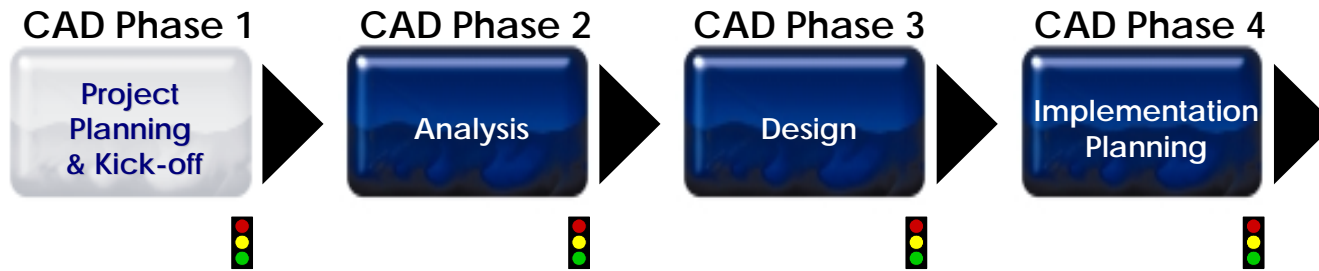 CAD Phase 1
CAD Phase 2
CAD Phase 3
CAD Phase 4
Project
Planning
& Kick-off
Analysis
Design
Implementation
Planning